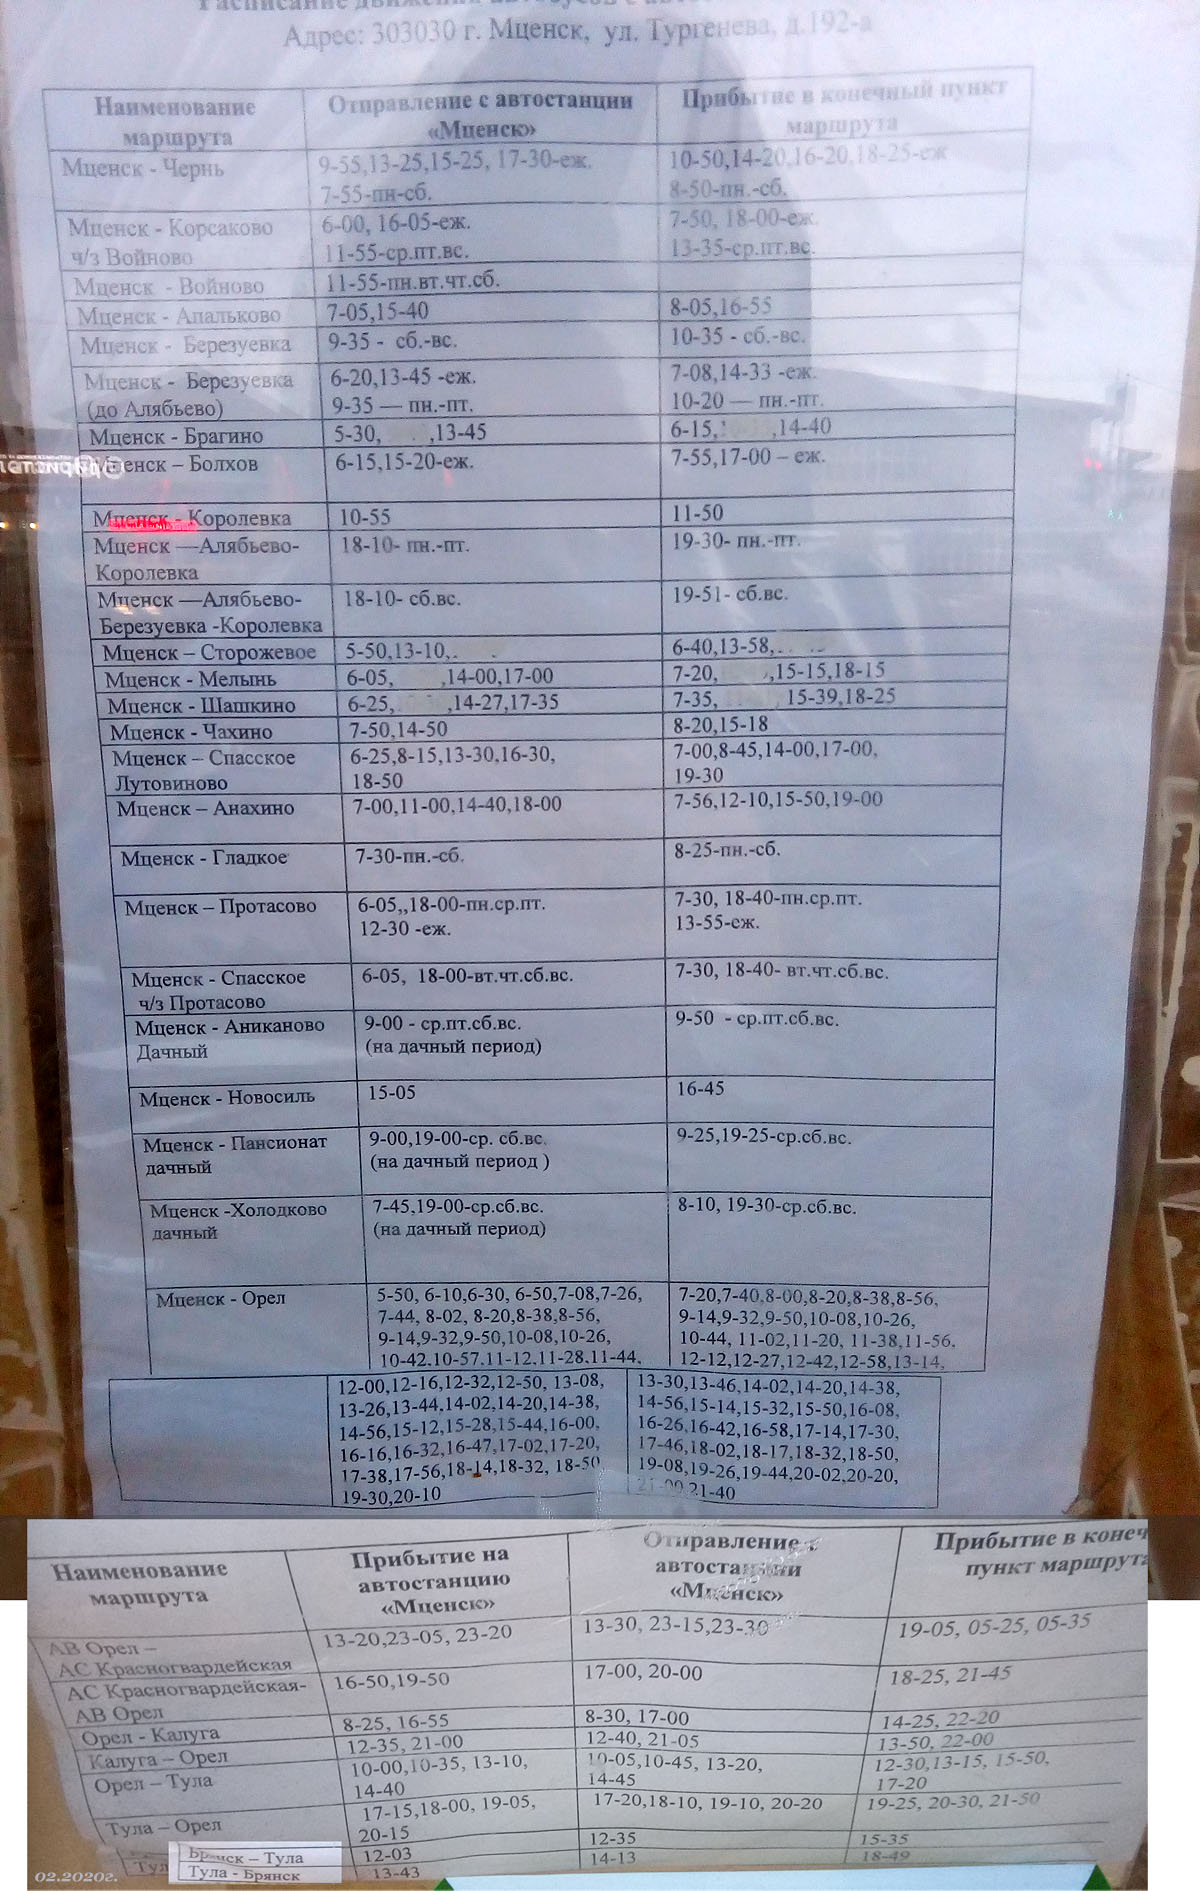 Расписание движения автобусов с
Адрес: 303030 г. Мценск, ул. Тургенева, д.192-а
Наименование маршрута Отправление с автостанции «Мценск» Прибытие в конечный пункт маршрута
Мценск - Чернь 9-55,13-25,15-25, 17-30-еж. 10-50,14-20,16-20,18-25-еж
7-55-пн-сб. 8-50-пн.-сб.
Мценск - Корсаково 6-00, 16-05-еж. 7-50, 18-00-еж.
ч/з Войново 11-55-ср.пт.вс. 13-35-ср.пт.вс.
Мценск - Войново 11-55-пн.вт.чт.сб.
Мценск - Апальково 7-05,15-40 8-05,16-55
Мценск - Березуевка 9-35 - сб.-вс. 10-35 - сб.-вс.
Мценск - Березуевка 6-20,13-45 -еж. 7-08,14-33 -еж.
(до Алябьево) 9-35 — пн.-пт. 10-20 — пн.-пт.
Мценск - Брагино 5-30, ,13-45 6-15, ,14-40
Мценск – Болхов 6-15,15-20-еж. 7-55,17-00 – еж.
Мценск - Королевка 10-55 11-50
Мценск —Алябьево- 18-10- пн.-пт. 19-30- пн.-пт.
Королевка
Мценск —Алябьево- 18-10- сб.вс. 19-51- сб.вс.
Березуевка -Королевка
Мценск – Сторожевое 5-50,13-10, 6-40,13-58,
Мценск - Мелынь 6-05, ,14-00,17-00 7-20, ,15-15,18-15
Мценск - Шашкино 6-25, ,14-27,17-35 7-35, 15-39,18-25
Мценск - Чахино 7-50,14-50 8-20,15-18
Мценск – Спасское 6-25,8-15,13-30,16-30, 7-00,8-45,14-00,17-00,
Лутовиново 18-50 19-30
Мценск – Анахино 7-00,11-00,14-40,18-00 7-56,12-10,15-50,19-00
Мценск - Гладкое 7-30-пн.-сб. 8-25-пн.-сб.
Мценск – Протасово 6-05,,18-00-пн.ср.пт. 7-30, 18-40-пн.ср.пт.
12-30 -еж. 13-55-еж.
Мценск - Спасское 6-05, 18-00-вт.чт.сб.вс. 7-30, 18-40- вт.чт.сб.вс.
ч/з Протасово
Мценск - Аниканово 9-00 - ср.пт.сб.вс. 9-50 - ср.пт.сб.вс.
Дачный (на дачный период)
Мценск - Новосиль 15-05 16-45
Мценск - Пансионат 9-00,19-00-ср. сб.вс. 9-25,19-25-ср.сб.вс.
дачный (на дачный период )
Мценск -Холодково 7-45,19-00-ср.сб.вс. 8-10, 19-30-ср.сб.вс.
дачный (на дачный период)
Мценск - Орел 5-50, 6-10,6-30, 6-50,7-08,7-26, 7-20,7-40,8-00,8-20,8-38,8-56,
7-44, 8-02, 8-20,8-38,8-56, 9-14,9-32,9-50,10-08,10-26,
9-14,9-32,9-50,10-08,10-26, 10-44, 11-02,11-20, 11-38,11-56,
10-42,10-57,11-12,11-28,11-44, 12-12,12-27,12-42,12-58,13-14,
12-00,12-16,12-32,12-50, 13-08, 13-30,13-46,14-02,14-20,14-38,
13-26,13-44,14-02,14-20,14-38, 14-56,15-14,15-32,15-50,16-08,
14-56,15-12,15-28,15-44,16-00, 16-26,16-42,16-58,17-14,17-30,
16-16,16-32,16-47,17-02,17-20, 17-46,18-02,18-17,18-32,18-50,
17-38,17-56,18-14,18-32, 18-50, 19-08,19-26,19-44,20-02,20-20,
19-30,20-10 21-00,21-40
Наименование маршрута Прибытие на автостанцию «Мценск» Отправление с автостанции «Мценск» Прибытие в конеч пункт маршрута
АВ Орел – 13-20,23-05, 23-20 13-30, 23-15,23-30 19-05, 05-25, 05-35
АС Красногвардейская
АС Красногвардейская- 16-50,19-50 17-00, 20-00 18-25, 21-45
АВ Орел
Орел - Калуга 8-25, 16-55 8-30, 17-00 14-25, 22-20
Калуга – Орел 12-35, 21-00 12-40, 21-05 13-50, 22-00
Орел – Тула 10-00,10-35, 13-10, 10-05,10-45, 13-20, 12-30,13-15, 15-50,
14-40 14-45 17-20
Тула – Орел 17-15,18-00, 19-05, 17-20,18-10, 19-10, 20-20 19-25, 20-30, 21-50
20-15
Брянск – Тула 12-03 12-35 15-35
Тул Тула - Брянск 13-43 14-13 18-49
02.2020г.